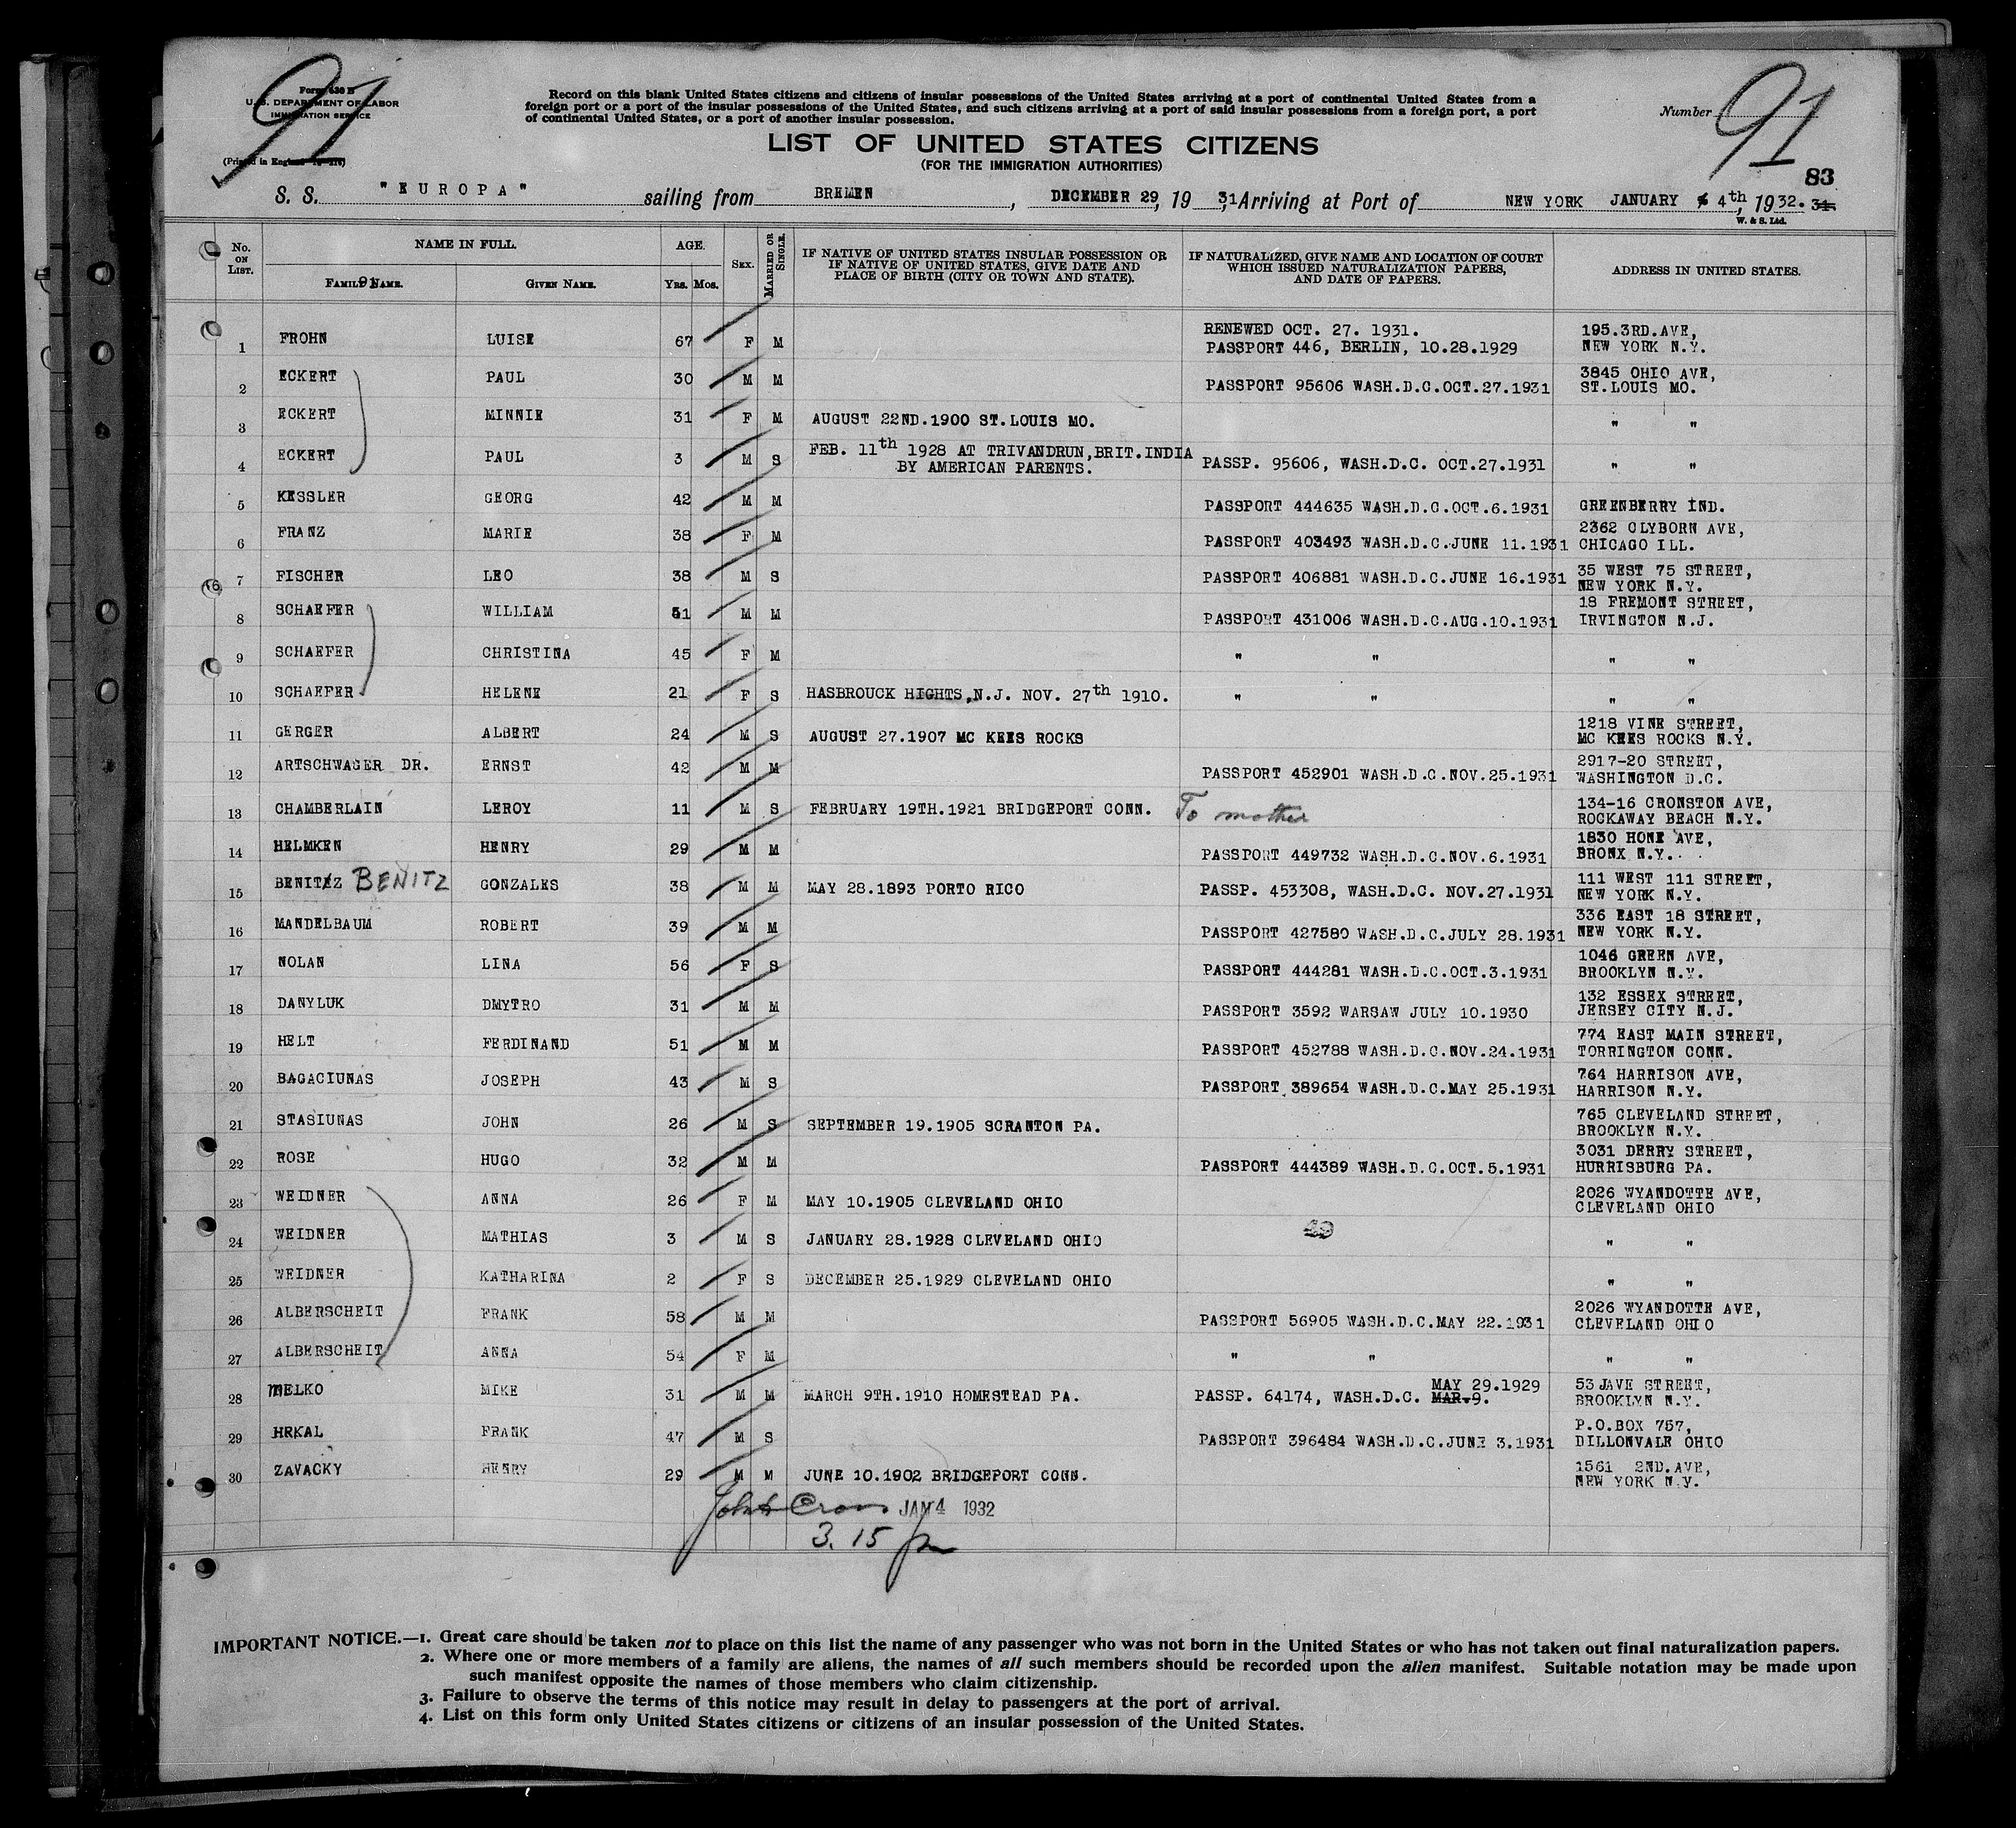 91
Form 630 B
U. S. DEPARTMENT OF LABOR
IMMIGRATION SERVICE
Record on this blank United States citizens and citizens of insular possessions of the United States arriving at a port of continental United States from a
foreign port or a port of the insular possessions of the United States, and such citizens arriving at a port of said insular possessions from a foreign port, a port
of continental United States, or a port of another insular possession.
Number 91
LIST OF UNITED STATES CITIZENS
(FOR THE IMMIGRATION AUTHORITIES)
83
S. S. "EUROPA" sailing from BREMEN, DECEMBER 29, 19 31, Arriving at Port of NEW YORK JANUARY 4th, 1932. 31.
W. & S. Ltd.
No. ON LIST. NAME IN FULL. AGE. SEX. MARRIED OR SINGLE. IF NATIVE OF UNITED STATES INSULAR POSSESSION OR IF NATIVE OF UNITED STATES, GIVE DATE AND PLACE OF BIRTH (CITY OR TOWN AND STATE). IF NATURALIZED, GIVE NAME AND LOCATION OF COURT WHICH ISSUED NATURALIZATION PAPERS, AND DATE OF PAPERS. ADDRESS IN UNITED STATES.
FAMILY NAME. GIVEN NAME. YRS. MOS.
91
1 FROHN LUISE 67 F M RENEWED OCT. 27. 1931. PASSPORT 446, BERLIN, 10.28.1929 195.3RD.AVE, NEW YORK N.Y.
2 ECKERT PAUL 30 M M PASSPORT 95606 WASH.D.C.OCT.27.1931 3845 OHIO AVE, ST.LOUIS MO.
3 ECKERT MINNIE 31 F M AUGUST 22ND.1900 ST.LOUIS MO. " "
4 ECKERT PAUL 3 M S FEB. 11th 1928 AT TRIVANDRUN,BRIT.INDIA BY AMERICAN PARENTS. PASSP. 95606, WASH.D.C. OCT.27.1931 " "
5 KESSLER GEORG 42 M M PASSPORT 444635 WASH.D.C.OCT.6.1931 GREENBERRY IND.
6 FRANZ MARIE 38 F M PASSPORT 403493 WASH.D.C.JUNE 11.1931 2362 CLYBORN AVE, CHICAGO ILL.
7 FISCHER LEO 38 M S PASSPORT 406881 WASH.D.C.JUNE 16.1931 35 WEST 75 STREET, NEW YORK N.Y.
8 SCHAEFER WILLIAM 51 M M PASSPORT 431006 WASH.D.C.AUG.10.1931 18 FREMONT STREET, IRVINGTON N.J.
9 SCHAEFER CHRISTINA 45 F M " " " "
10 SCHAEFER HELENE 21 F S HASBROUCK HIGHTS,N.J. NOV. 27th 1910. " " " "
11 GERGER ALBERT 24 M S AUGUST 27.1907 MC KEES ROCKS 1218 VINE STREET, MC KEES ROCKS N.Y.
12 ARTSCHWAGER DR. ERNST 42 M M PASSPORT 452901 WASH.D.C.NOV.25.1931 2917-20 STREET, WASHINGTON D.C.
13 CHAMBERLAIN LEROY 11 M S FEBRUARY 19TH.1921 BRIDGEPORT CONN. To mother 134-16 CRONSTON AVE, ROCKAWAY BEACH N.Y.
14 HELMKEN HENRY 29 M M PASSPORT 449732 WASH.D.C.NOV.6.1931 1830 HONE AVE, BRONX N.Y.
15 BENITEZ BENITZ GONZALES 38 M M MAY 28.1893 PORTO RICO PASSP. 453308, WASH.D.C. NOV.27.1931 111 WEST 111 STREET, NEW YORK N.Y.
16 MANDELBAUM ROBERT 39 M M PASSPORT 427580 WASH.D.C.JULY 28.1931 336 EAST 18 STREET, NEW YORK N.Y.
17 NOLAN LINA 56 F S PASSPORT 444281 WASH.D.C.OCT.3.1931 1046 GREEN AVE, BROOKLYN N.Y.
18 DANYLUK DMYTRO 31 M M PASSPORT 3592 WARSAW JULY 10.1930 132 ESSEX STREET, JERSEY CITY N.J.
19 HELT FERDINAND 51 M M PASSPORT 452788 WASH.D.C.NOV.24.1931 774 EAST MAIN STREET, TORRINGTON CONN.
20 BAGACIUNAS JOSEPH 43 M S PASSPORT 389654 WASH.D.C.MAY 25.1931 764 HARRISON AVE, HARRISON N.Y.
21 STASIUNAS JOHN 26 M S SEPTEMBER 19.1905 SCRANTON PA. 765 CLEVELAND STREET, BROOKLYN N.Y.
22 ROSE HUGO 32 M M PASSPORT 444389 WASH.D.C.OCT.5.1931 3031 DERRY STREET, HURRISBURG PA.
23 WEIDNER ANNA 26 F M MAY 10.1905 CLEVELAND OHIO 2026 WYANDOTTE AVE, CLEVELAND OHIO
24 WEIDNER MATHIAS 3 M S JANUARY 28.1928 CLEVELAND OHIO " "
25 WEIDNER KATHARINA 2 F S DECEMBER 25.1929 CLEVELAND OHIO " "
26 ALBERSCHEIT FRANK 58 M M PASSPORT 56905 WASH.D.C.MAY 22.1931 2026 WYANDOTTE AVE, CLEVELAND OHIO
27 ALBERSCHEIT ANNA 54 F M " " " "
28 MELKO MIKE 31 M M MARCH 9TH.1910 HOMESTEAD PA. PASSP. 64174, WASH.D.C. MAR.9. MAY 29.1929 53 JAVE STREET, BROOKLYN N.Y.
29 HRKAL FRANK 47 M S PASSPORT 396484 WASH.D.C.JUNE 3.1931 P.O.BOX 757, DILLONVALE OHIO
30 ZAVACKY HENRY 29 M M JUNE 10.1902 BRIDGEPORT CONN. 1561 2ND.AVE, NEW YORK N.Y.
JAN 4 1932
3.15 pm
IMPORTANT NOTICE.—1. Great care should be taken not to place on this list the name of any passenger who was not born in the United States or who has not taken out final naturalization papers.
2. Where one or more members of a family are aliens, the names of all such members should be recorded upon the alien manifest. Suitable notation may be made upon
such manifest opposite the names of those members who claim citizenship.
3. Failure to observe the terms of this notice may result in delay to passengers at the port of arrival.
4. List on this form only United States citizens or citizens of an insular possession of the United States.